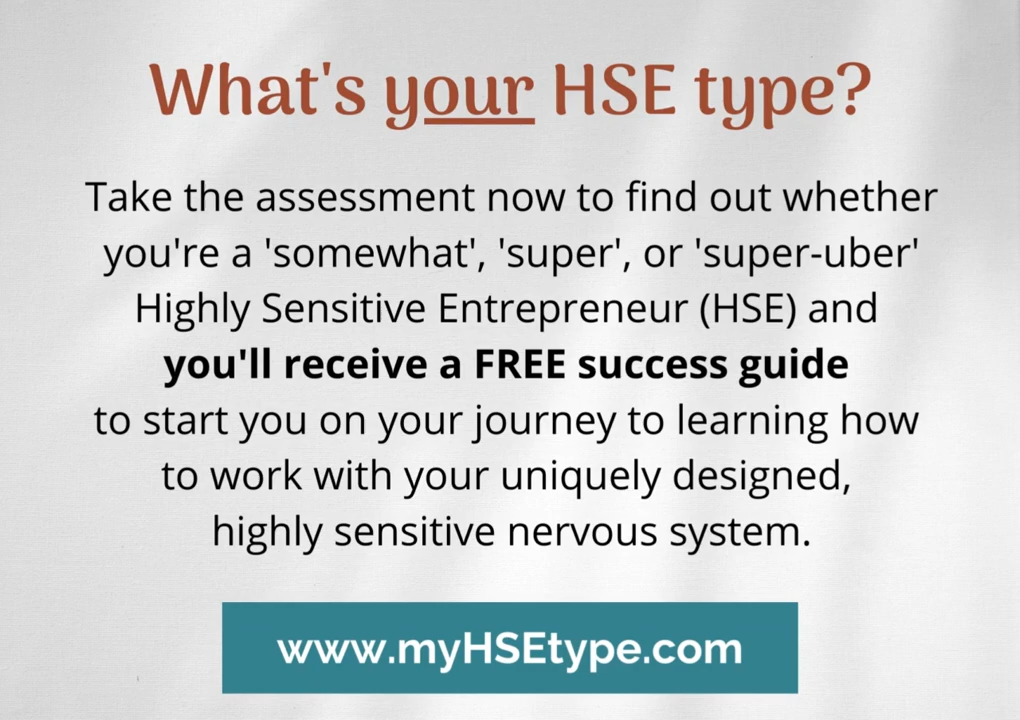 What's your HSE type?
Take the assessment now to find out whether
you're a 'somewhat', 'super', or 'super-uber'
Highly Sensitive Entrepreneur (HSE) and
you'll receive a FREE success guide
to start you on your journey to learning how
to work with your uniquely designed,
highly sensitive nervous system.
www.myHSEtype.com